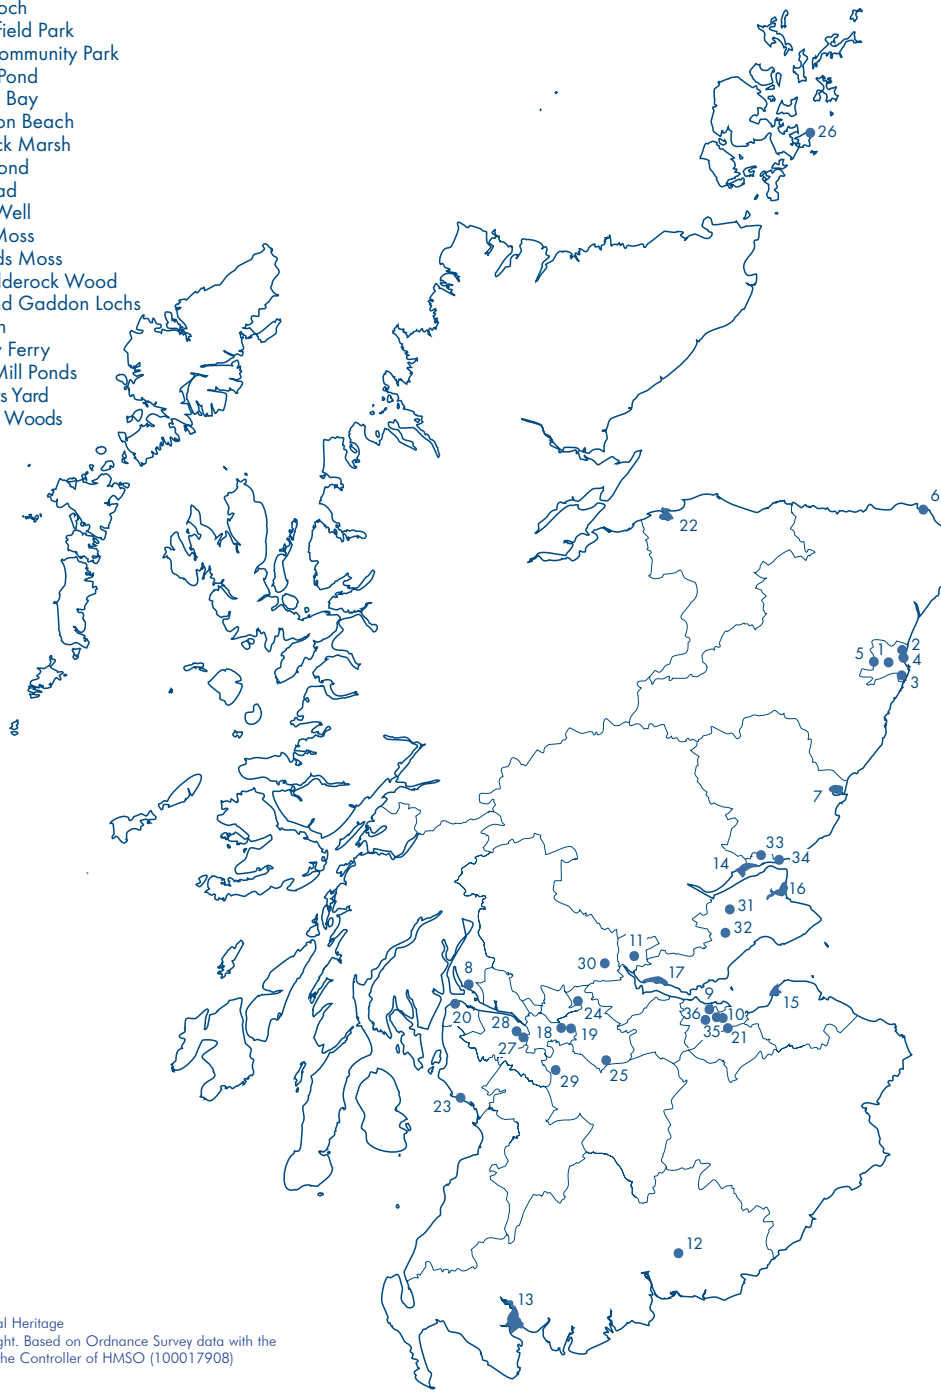 och
ield Park
ommunity Park
Pond
Bay
on Beach
ck Marsh
ond
ad
Well
Moss
ds Moss
lderock Wood
nd Gaddon Lochs
n
y Ferry
Mill Ponds
s Yard
Woods
26
6
22
2
1
5
4
3
7
33
34
14
16
31
32
11
30
17
8
9
15
20
24
36
10
28
18
19
35
21
27
25
29
23
12
13
al Heritage
ght. Based on Ordnance Survey data with the
he Controller of HMSO (100017908)